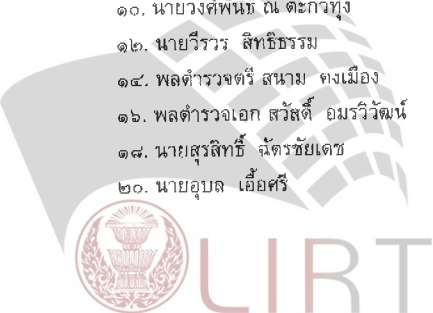 ๑๐. นายวงศ์พันธ์ ณ ตะกั่วทุ่ง
๑๒. นายวีรวร สิทธิธรรม
๑๔. พลตำรวจตรี สนาม คงเมือง
๑๖. พลตำรวจเอก สวัสดิ์ อมรวิวัฒน์
๑๘. นายสุรสิทธิ์ ฉัตรชัยเดช
๒๐. นายอุบล เอื้อศรี
LIRT